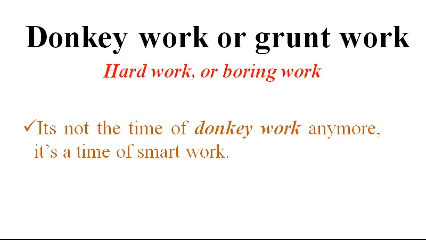 Donkey work or grunt work
Hard work, or boring work
✓Its not the time of donkey work anymore,
it's a time of smart work.